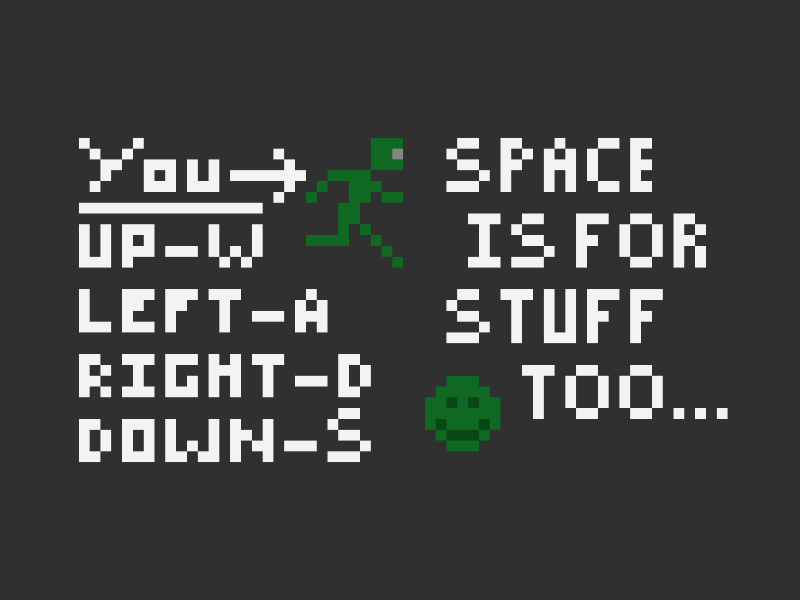 You→
UP-W
LEFT-A
RIGHT-D
DOWN-S
SPACE
IS FOR
STUFF
TOO...